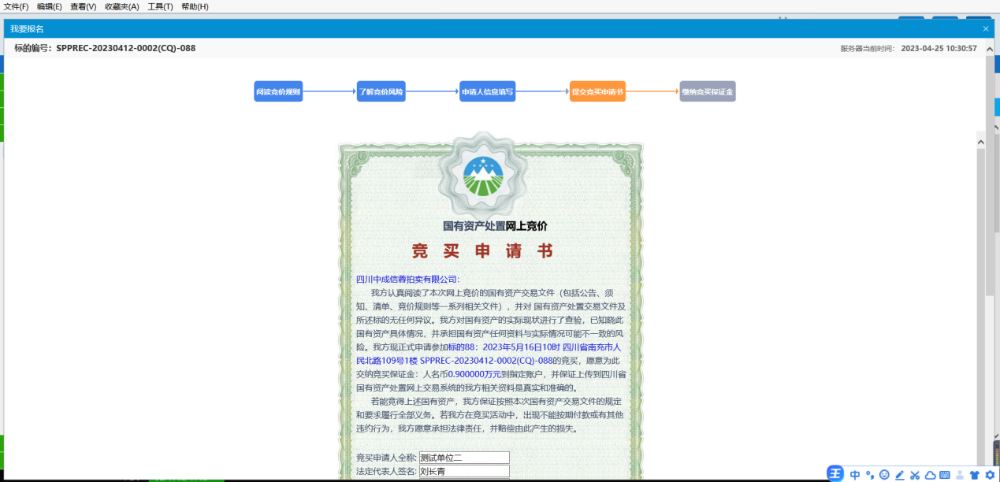 文件(F) 编辑(E) 查看(V) 收藏夹(A) 工具(T) 帮助(H)
我要报名
标的编号: SPPREC-20230412-0002(CQ)-088
服务器当前时间: 2023-04-25 10:30:57
阅读竞价规则
了解竞价风险
申请人信息填写
提交竞买申请书
缴纳竞买保证金
国有资产处置网上竞价
竞 买 申 请 书
四川中成信蓉拍卖有限公司:
我方认真阅读了本次网上竞价的国有资产交易文件（包括公告、须
知、清单、竞价规则等一系列相关文件），并对 国有资产处置交易文件及
所述标的无任何异议。我方对国有资产的实际现状进行了查验，已知晓此
国有资产具体情况，并承担国有资产任何资料与实际情况可能不一致的风
险。我方现正式申请参加标的88：2023年5月16日10时 四川省南充市人
民北路109号1楼 SPPREC-20230412-0002(CQ)-088的竞买，愿意为此
交纳竞买保证金：人名币0.900000万元到指定账户，并保证上传到四川省
国有资产处置网上交易系统的我方相关资料是真实和准确的。
若能竞得上述国有资产，我方保证按照本次国有资产交易文件的规定
和要求履行全部义务。若我方在竞买活动中，出现不能按期付款或有其他
违约行为，我方愿意承担法律责任，并赔偿由此产生的损失。
竞买申请人全称: 测试单位二
法定代表人签名: 刘长青
王 中